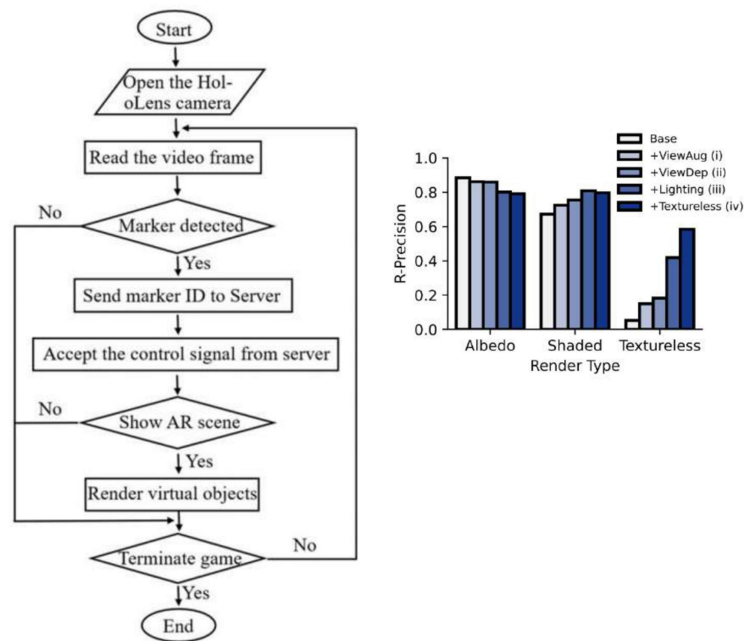 Start
Open the Hol-
oLens camera
Read the video frame
No
Marker detected
Yes
Send marker ID to Server
Accept the control signal from server
No
Show AR scene
Yes
Render virtual objects
Terminate game
No
Yes
End
Base
+ViewAug (i)
+ViewDep (ii)
+Lighting (iii)
+Textureless (iv)
1.0
0.8
0.6
0.4
0.2
0.0
R-Precision
Albedo Shaded Textureless
Render Type